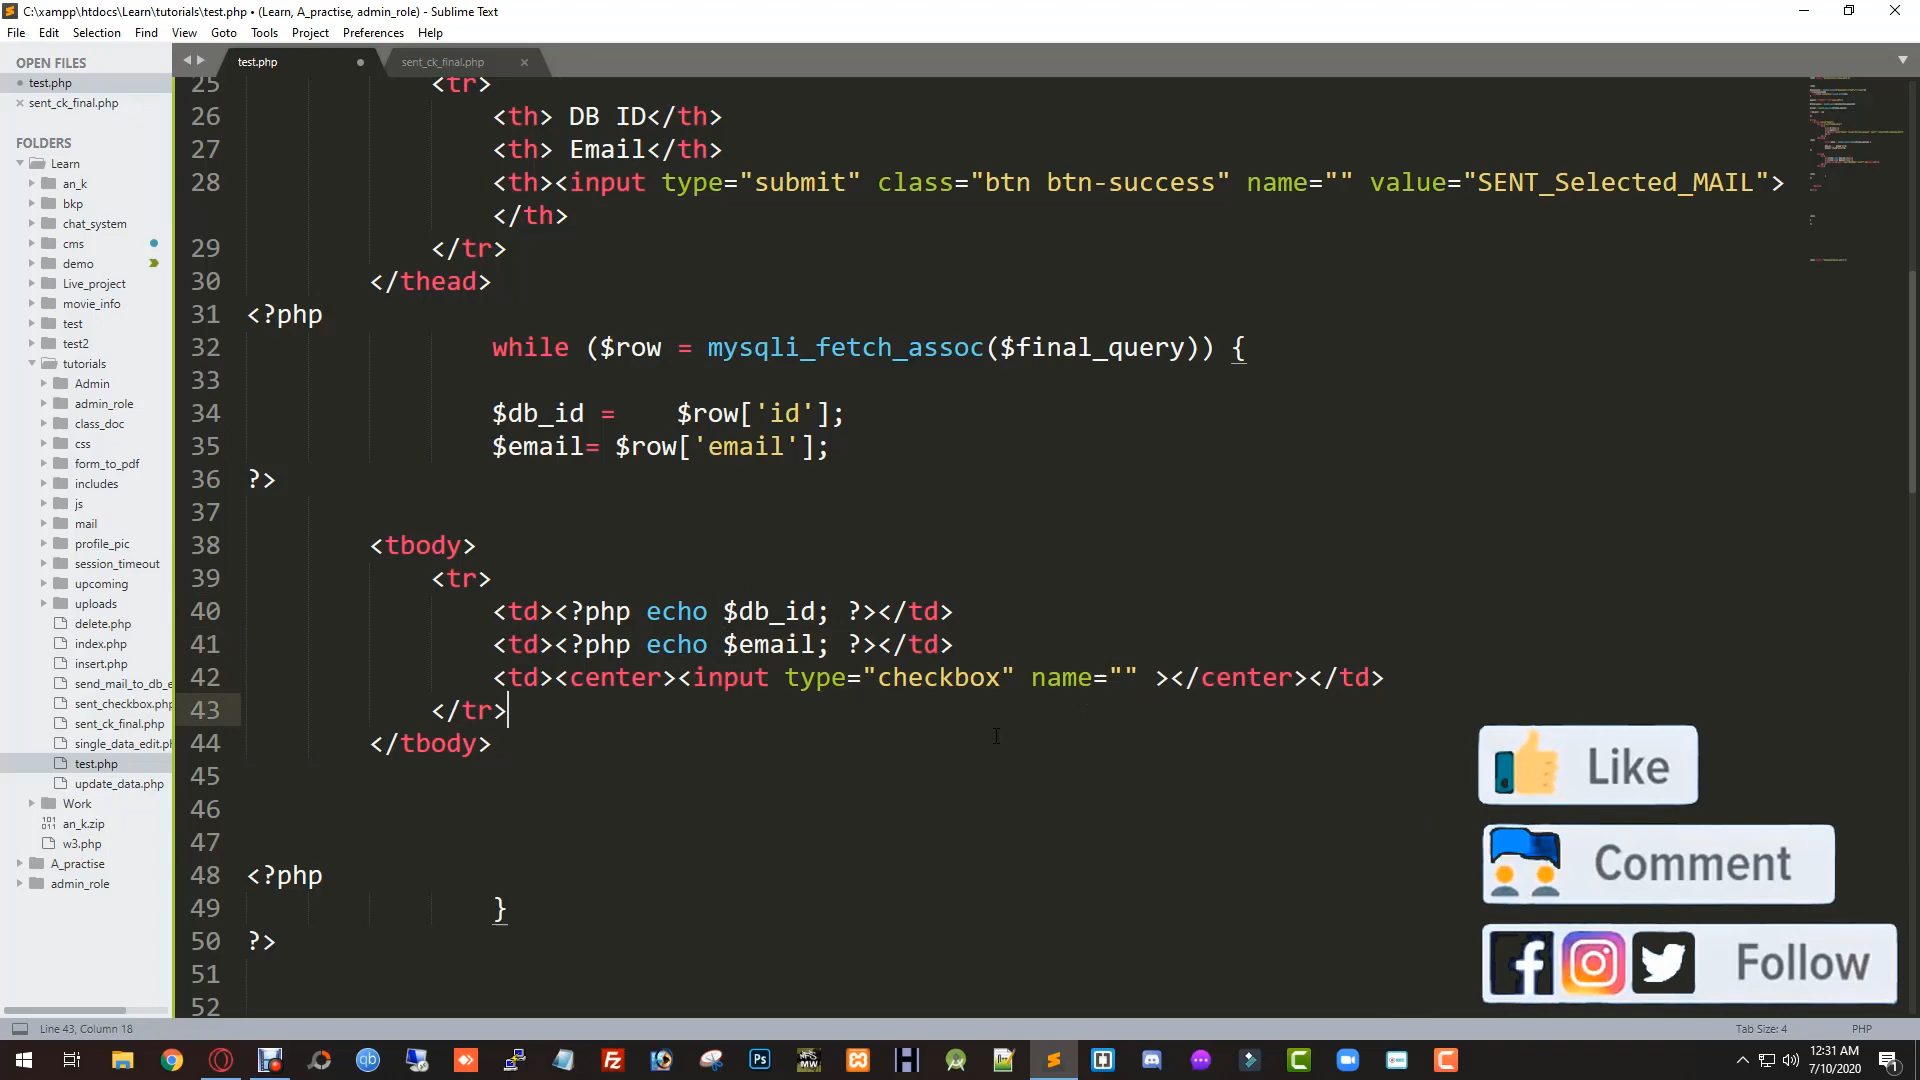 C:\xampp\htdocs\Learn\tutorials\test.php • (Learn, A_practise, admin_role) - Sublime Text
File Edit Selection Find View Goto Tools Project Preferences Help
OPEN FILES
test.php
sent_ck_final.php
FOLDERS
Learn
an_k
bkp
chat_system
cms
demo
Live_project
movie_info
test
test2
tutorials
Admin
admin_role
class_doc
css
form_to_pdf
includes
js
mail
profile_pic
session_timeout
upcoming
uploads
delete.php
index.php
insert.php
send_mail_to_db_e
sent_checkbox.php
sent_ck_final.php
single_data_edit.ph
test.php
update_data.php
Work
an_k.zip
w3.php
A_practise
admin_role
test.php sent_ck_final.php
25 <tr>
26 <th> DB ID</th>
27 <th> Email</th>
28 <th><input type="submit" class="btn btn-success" name="" value="SENT_Selected_MAIL">
</th>
29 </tr>
30 </thead>
31 <?php
32 while ($row = mysqli_fetch_assoc($final_query)) {
33
34 $db_id =    $row['id'];
35 $email= $row['email'];
36 ?>
37
38 <tbody>
39 <tr>
40 <td><?php echo $db_id; ?></td>
41 <td><?php echo $email; ?></td>
42 <td><center><input type="checkbox" name="" ></center></td>
43 </tr>
44 </tbody>
45
46
47
48 <?php
49 }
50 ?>
51
52
Like
Comment
Follow
Line 43, Column 18
Tab Size: 4
PHP
qb
Ps
12:31 AM
7/10/2020